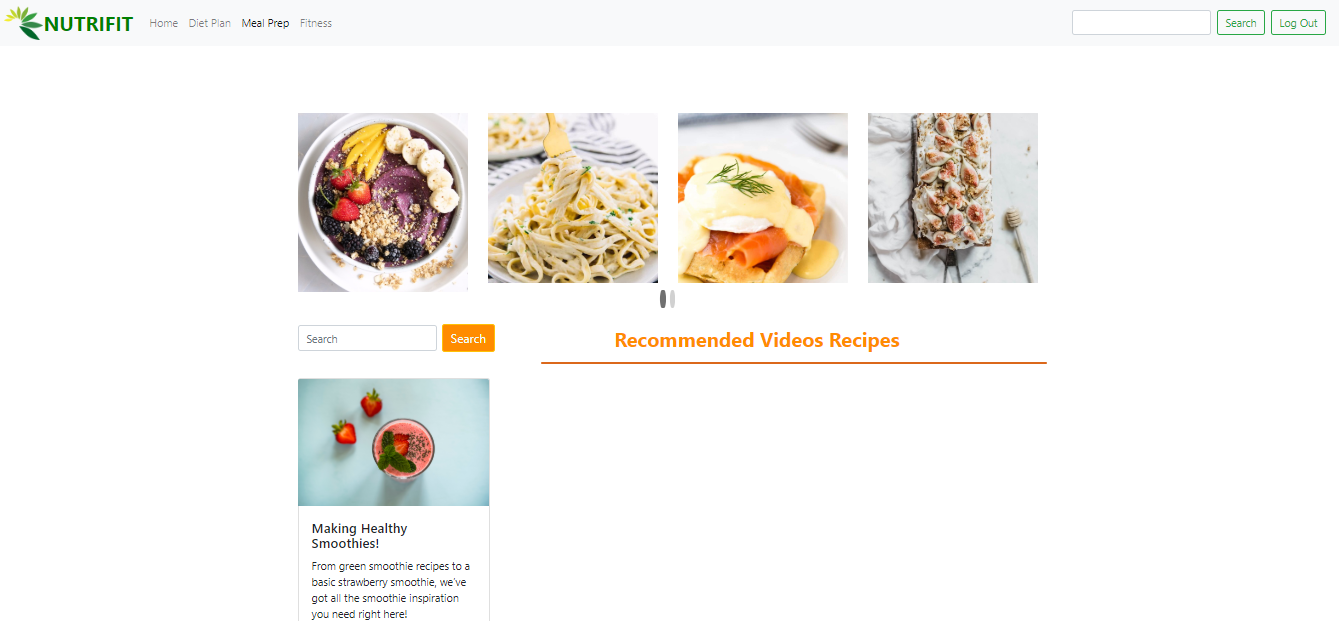 NUTRIFIT Home Diet Plan Meal Prep Fitness Search Log Out
Search Search
Recommended Videos Recipes
Making Healthy
Smoothies!
From green smoothie recipes to a
basic strawberry smoothie, we've
got all the smoothie inspiration
you need right here!